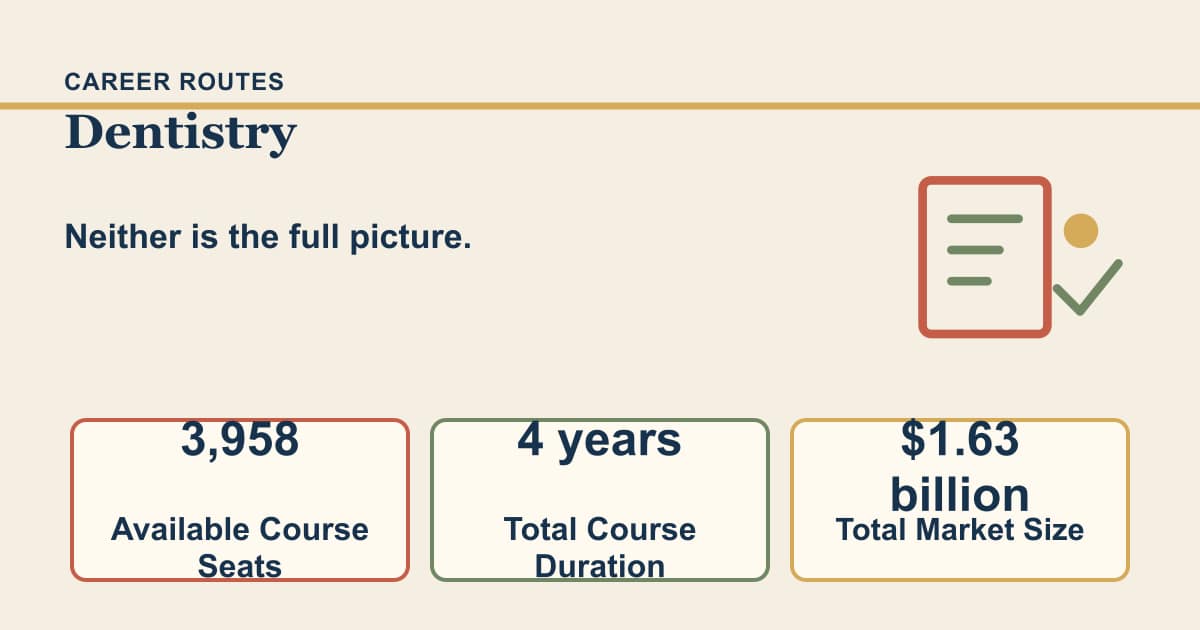 CAREER ROUTES
Dentistry
Neither is the full picture.
3,958
Available Course
Seats
4 years
Total Course
Duration
$1.63
billion
Total Market Size